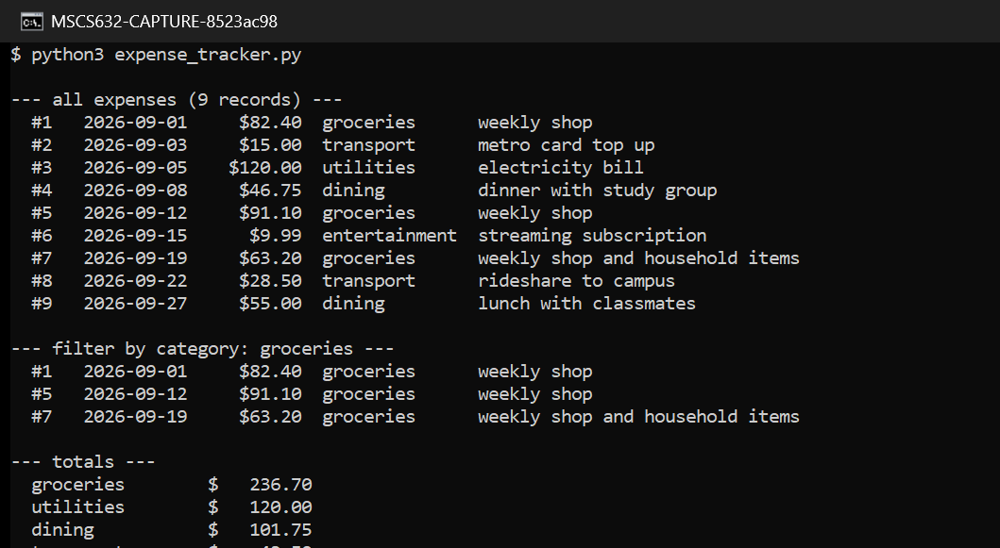 MSCS632-CAPTURE-8523ac98
$ python3 expense_tracker.py
--- all expenses (9 records) ---
#1 2026-09-01 $82.40 groceries weekly shop
#2 2026-09-03 $15.00 transport metro card top up
#3 2026-09-05 $120.00 utilities electricity bill
#4 2026-09-08 $46.75 dining dinner with study group
#5 2026-09-12 $91.10 groceries weekly shop
#6 2026-09-15 $9.99 entertainment streaming subscription
#7 2026-09-19 $63.20 groceries weekly shop and household items
#8 2026-09-22 $28.50 transport rideshare to campus
#9 2026-09-27 $55.00 dining lunch with classmates
--- filter by category: groceries ---
#1 2026-09-01 $82.40 groceries weekly shop
#5 2026-09-12 $91.10 groceries weekly shop
#7 2026-09-19 $63.20 groceries weekly shop and household items
--- totals ---
groceries $ 236.70
utilities $ 120.00
dining $ 101.75